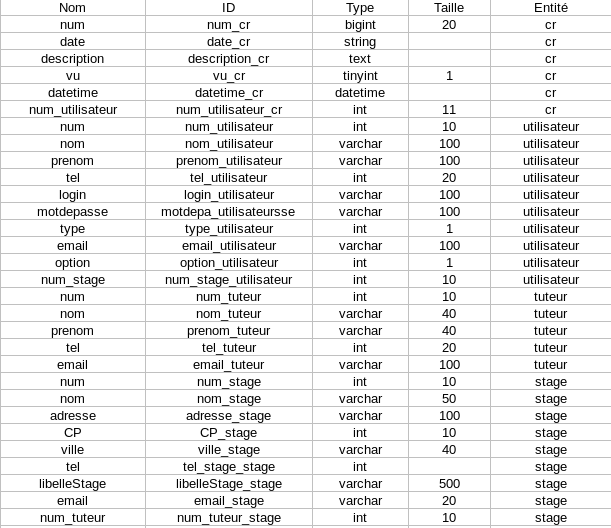 Nom ID Type Taille Entité
num num_cr bigint 20 cr
date date_cr string cr
description description_cr text cr
vu vu_cr tinyint 1 cr
datetime datetime_cr datetime cr
num_utilisateur num_utilisateur_cr int 11 cr
num num_utilisateur int 10 utilisateur
nom nom_utilisateur varchar 100 utilisateur
prenom prenom_utilisateur varchar 100 utilisateur
tel tel_utilisateur int 20 utilisateur
login login_utilisateur varchar 100 utilisateur
motdepasse motdepa_utilisateursse varchar 100 utilisateur
type type_utilisateur int 1 utilisateur
email email_utilisateur varchar 100 utilisateur
option option_utilisateur int 1 utilisateur
num_stage num_stage_utilisateur int 10 utilisateur
num num_tuteur int 10 tuteur
nom nom_tuteur varchar 40 tuteur
prenom prenom_tuteur varchar 40 tuteur
tel tel_tuteur int 20 tuteur
email email_tuteur varchar 100 tuteur
num num_stage int 10 stage
nom nom_stage varchar 50 stage
adresse adresse_stage varchar 100 stage
CP CP_stage int 10 stage
ville ville_stage varchar 40 stage
tel tel_stage_stage int stage
libelleStage libelleStage_stage varchar 500 stage
email email_stage varchar 20 stage
num_tuteur num_tuteur_stage int 10 stage